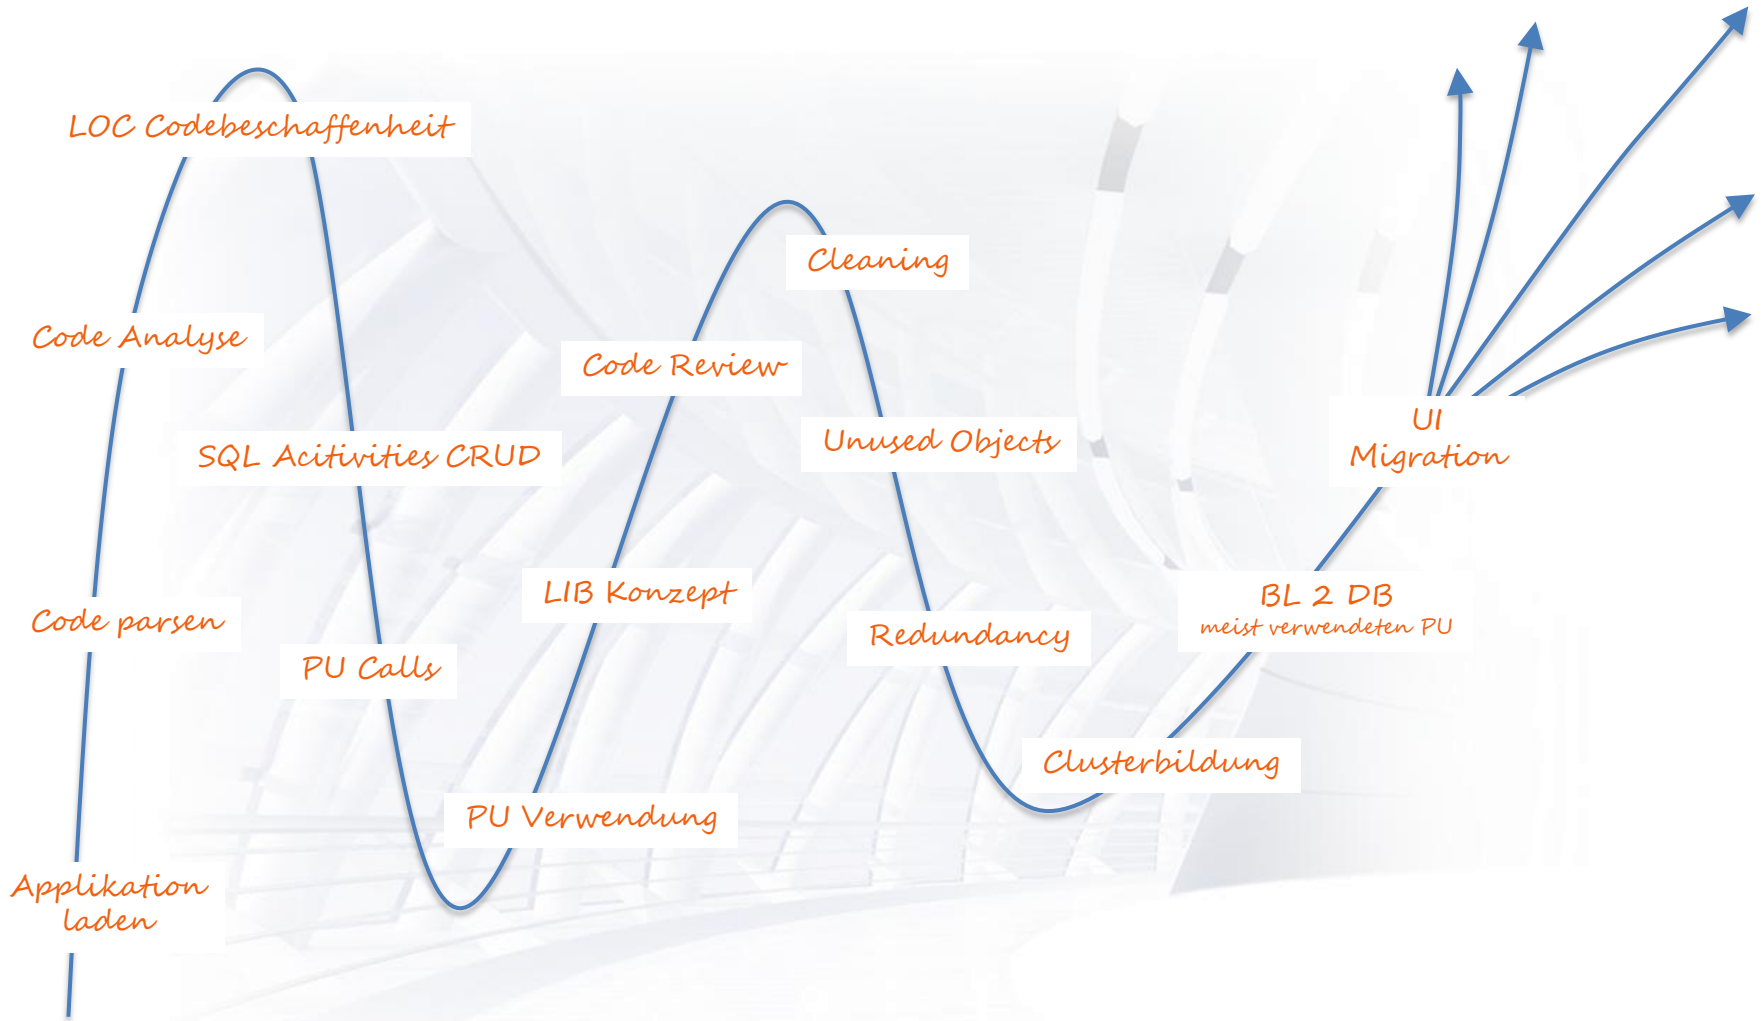 LOC Codebeschaffenheit
Cleaning
Code Analyse
Code Review
UI
Migration
Unused Objects
SQL Acitivities CRUD
LIB Konzept
BL 2 DB
meist verwendeten PU
Code parsen
Redundancy
PU Calls
Clusterbildung
PU Verwendung
Applikation
laden